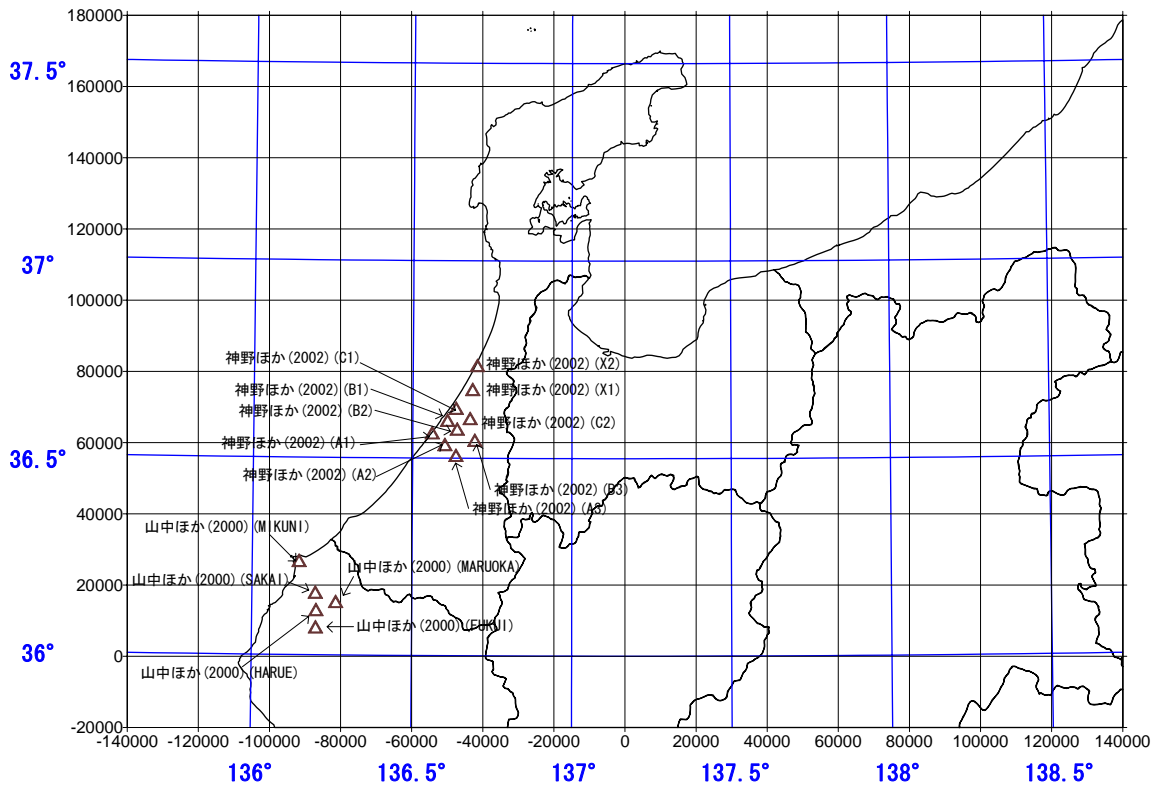 180000
37.5°
160000
140000
120000
37°
100000
神野ほか(2002)(C1)
神野ほか(2002)(X2)
80000
神野ほか(2002)(B1)
神野ほか(2002)(X1)
神野ほか(2002)(B2)
神野ほか(2002)(C2)
神野ほか(2002)(A1)
60000
36.5°
神野ほか(2002)(A2)
神野ほか(2002)(B3)
神野ほか(2002)(A3)
40000
山中ほか(2000)(MIKUNI)
山中ほか(2000)(MARUOKA)
山中ほか(2000)(SAKAI)
20000
山中ほか(2000)(FUKUI)
36°
0
山中ほか(2000)(HARUE)
-20000
-140000 -120000 -100000 -80000 -60000 -40000 -20000 0 20000 40000 60000 80000 100000 120000 140000
136° 136.5° 137° 137.5° 138° 138.5°